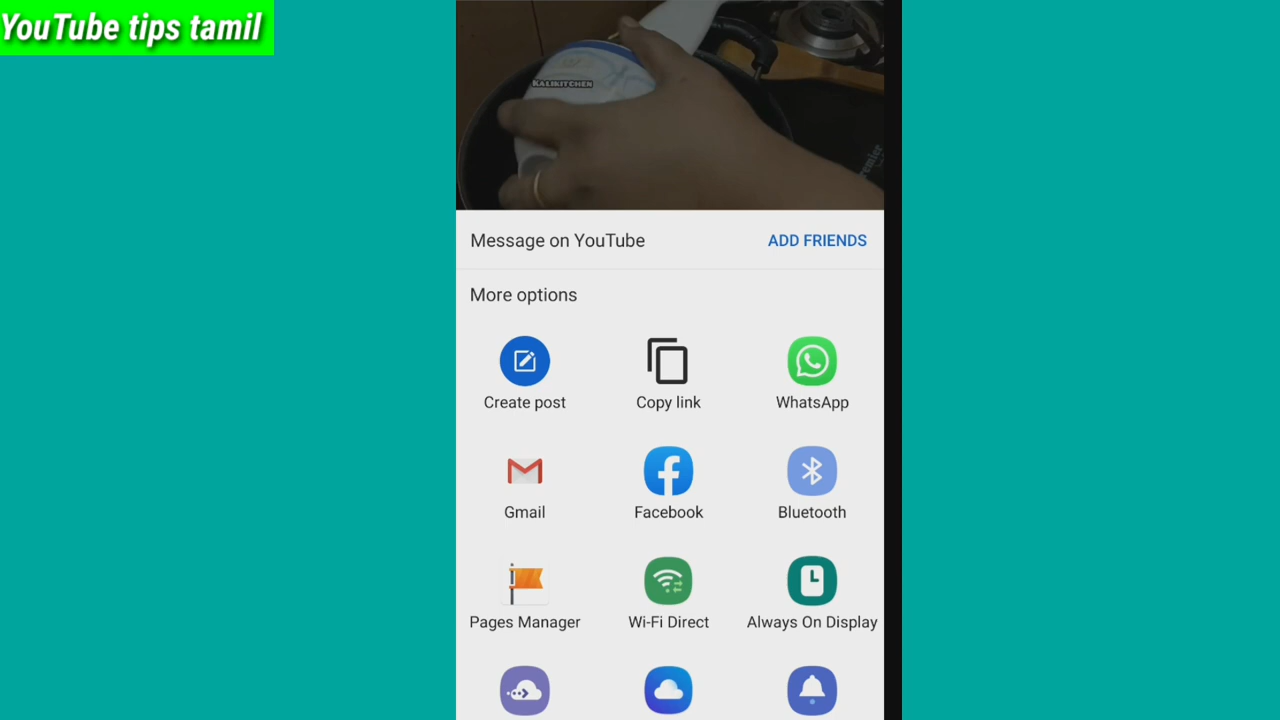 YouTube tips tamil
KALIKITCHEN
Premier
Message on YouTube
ADD FRIENDS
More options
Create post
Copy link
WhatsApp
Gmail
Facebook
Bluetooth
Pages Manager
Wi-Fi Direct
Always On Display